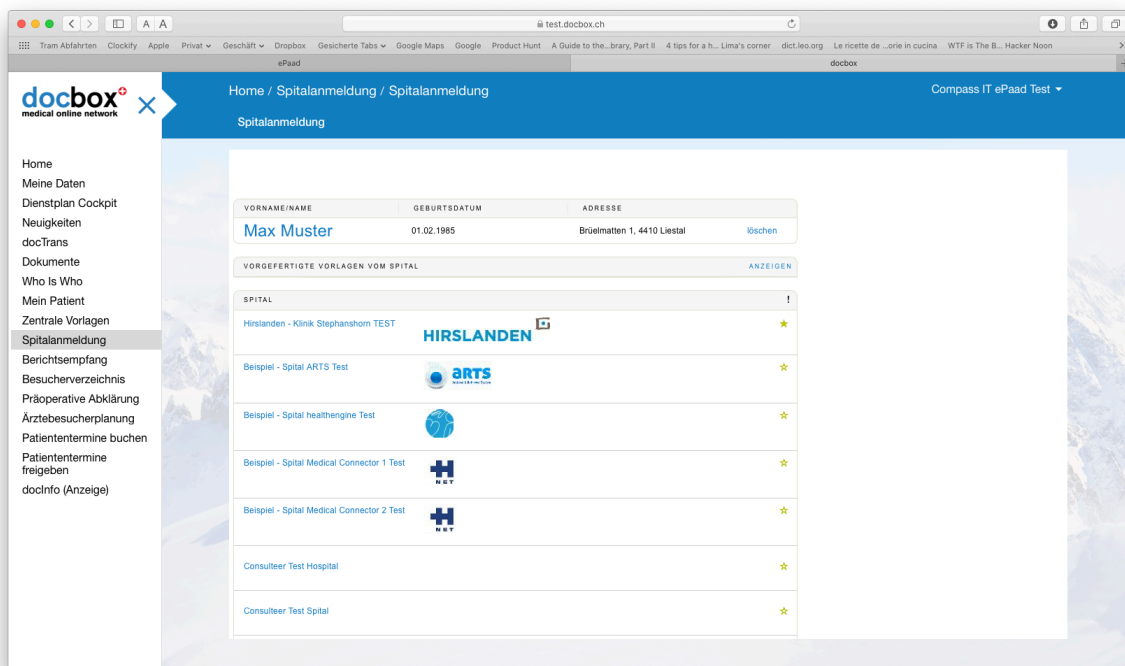 A A
test.docbox.ch
Tram Abfahrten Clockify Apple Privat Geschäft Dropbox Gesicherte Tabs Google Maps Google Product Hunt A Guide to the...brary, Part II 4 tips for a h... Lima's corner dict.leo.org Le ricette de ...orie in cucina WTF is The B... Hacker Noon
ePaad docbox
docbox
medical online network
Home / Spitalanmeldung / Spitalanmeldung
Compass IT ePaad Test
Spitalanmeldung
Home
Meine Daten
Dienstplan Cockpit
Neuigkeiten
docTrans
Dokumente
Who Is Who
Mein Patient
Zentrale Vorlagen
Spitalanmeldung
Berichtsempfang
Besucherverzeichnis
Präoperative Abklärung
Ärztebesucherplanung
Patiententermine buchen
Patiententermine
freigeben
docInfo (Anzeige)
VORNAME/NAME GEBURTSDATUM ADRESSE
Max Muster 01.02.1985 Brüelmatten 1, 4410 Liestal löschen
VORGEFERTIGTE VORLAGEN VOM SPITAL ANZEIGEN
SPITAL !
Hirslanden - Klinik Stephanshorn TEST HIRSLANDEN
Beispiel - Spital ARTS Test ARTS
Beispiel - Spital healthengine Test
Beispiel - Spital Medical Connector 1 Test H NET
Beispiel - Spital Medical Connector 2 Test H NET
Consulteer Test Hospital
Consulteer Test Spital